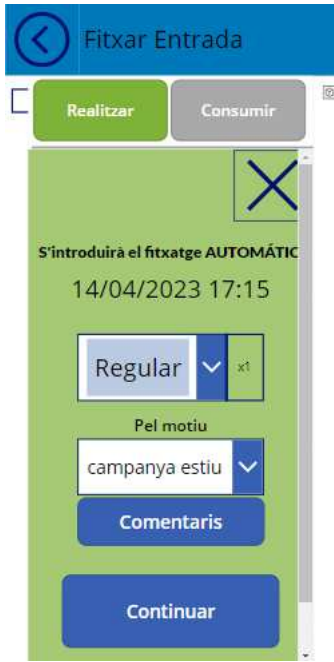 Fitxar Entrada
Realitzar
Consumir
S'introduirà el fitxatge AUTOMÁTIC
14/04/2023 17:15
Regular
x1
Pel motiu
campanya estiu
Comentaris
Continuar